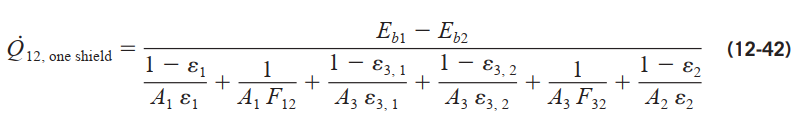 Q̇12, one shield = (Eb1 − Eb2) / ((1 − ε1)/(A1 ε1) + 1/(A1 F12) + (1 − ε3, 1)/(A3 ε3, 1) + (1 − ε3, 2)/(A3 ε3, 2) + 1/(A3 F32) + (1 − ε2)/(A2 ε2)) (12-42)